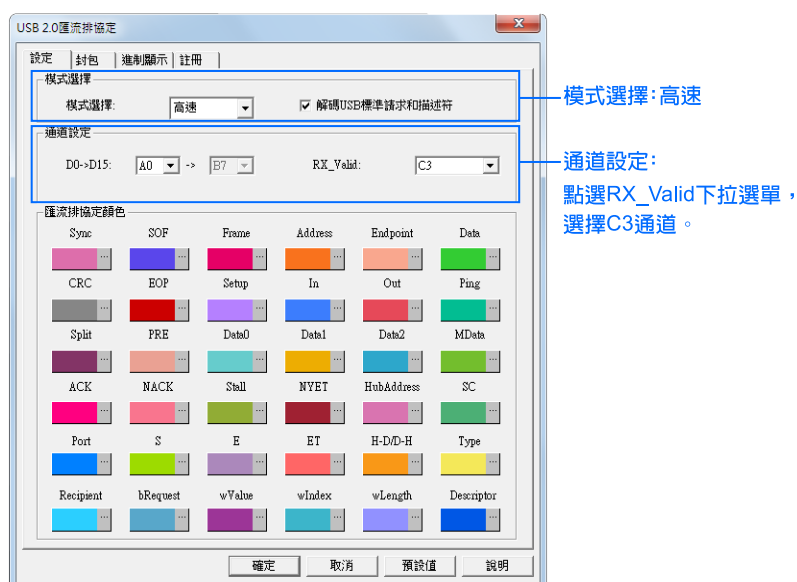 USB 2.0匯流排協定
設定 封包 進制顯示 註冊
模式選擇
模式選擇: 高速 解碼USB標準請求和描述符
模式選擇:高速
通道設定
D0->D15: A0 -> B7 RX_Valid: C3
通道設定:
點選RX_Valid下拉選單,
選擇C3通道。
匯流排協定顏色
Sync SOF Frame Address Endpoint Data
CRC EOP Setup In Out Ping
Split PRE Data0 Data1 Data2 MData
ACK NACK Stall NYET HubAddress SC
Port S E ET H-D/D-H Type
Recipient bRequest wValue wIndex wLength Descriptor
確定 取消 預設值 說明